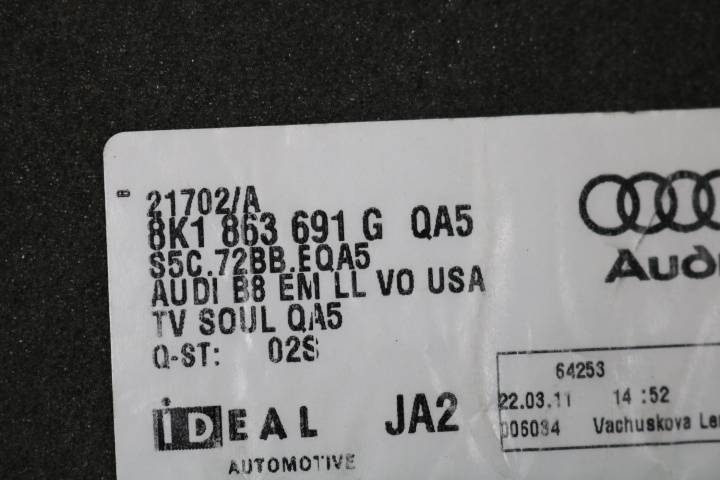 21702/A
8K1 863 691 G QA5
S5C.72BB.EQA5
AUDI B8 EM LL VO USA
TV SOUL QA5
Q-ST: 02S
Audi
64253
22.03.11 14:52
006034 Vachuskova Le
IDEAL JA2
AUTOMOTIVE